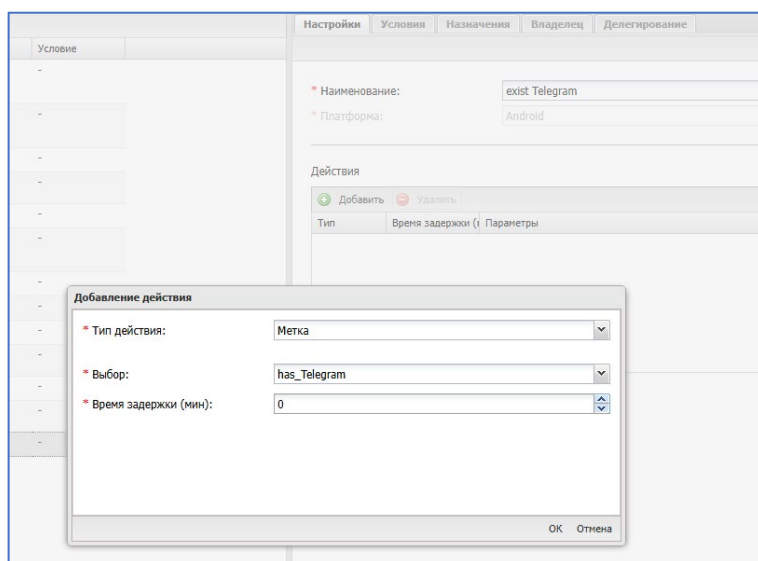 Настройки Условия Назначения Владелец Делегирование
Условие
-
* Наименование: exist Telegram
-
* Платформа: Android
-
-
Действия
-
Добавить Удалить
Тип Время задержки (г Параметры
-
-
Добавление действия
-
* Тип действия: Метка
-
-
* Выбор: has_Telegram
-
* Время задержки (мин): 0
-
-
ОК Отмена